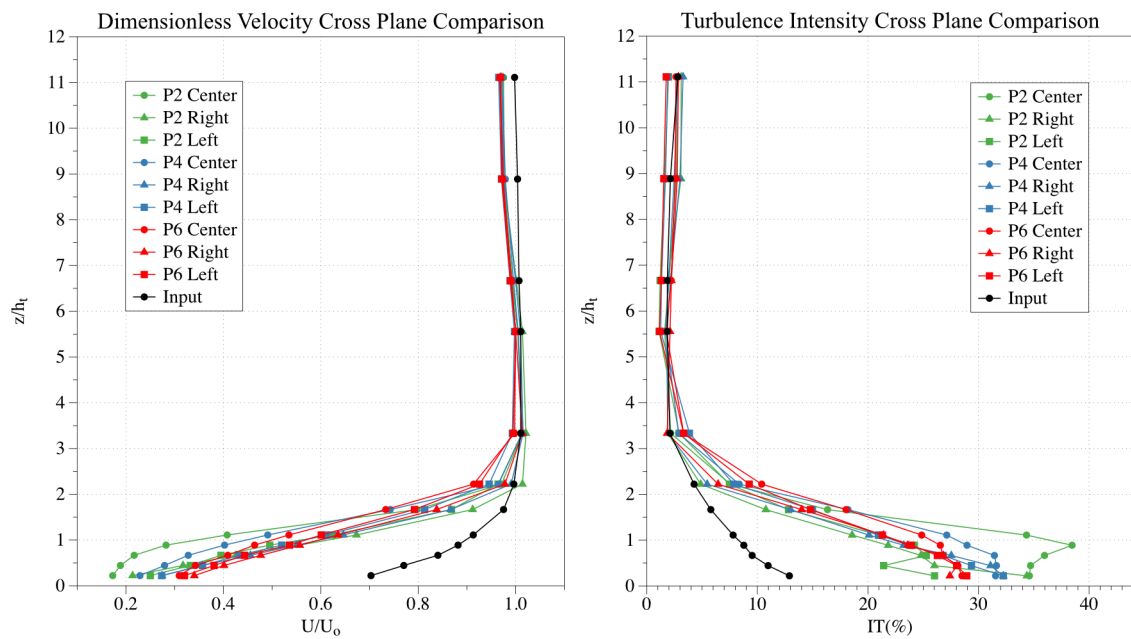 Dimensionless Velocity Cross Plane Comparison
12
11
10
9
8
7
6
5
4
3
2
1
0
z/ht
P2 Center
P2 Right
P2 Left
P4 Center
P4 Right
P4 Left
P6 Center
P6 Right
P6 Left
Input
0.2
0.4
0.6
0.8
1.0
U/Uo
Turbulence Intensity Cross Plane Comparison
12
11
10
9
8
7
6
5
4
3
2
1
0
z/ht
P2 Center
P2 Right
P2 Left
P4 Center
P4 Right
P4 Left
P6 Center
P6 Right
P6 Left
Input
0
10
20
30
40
IT(%)